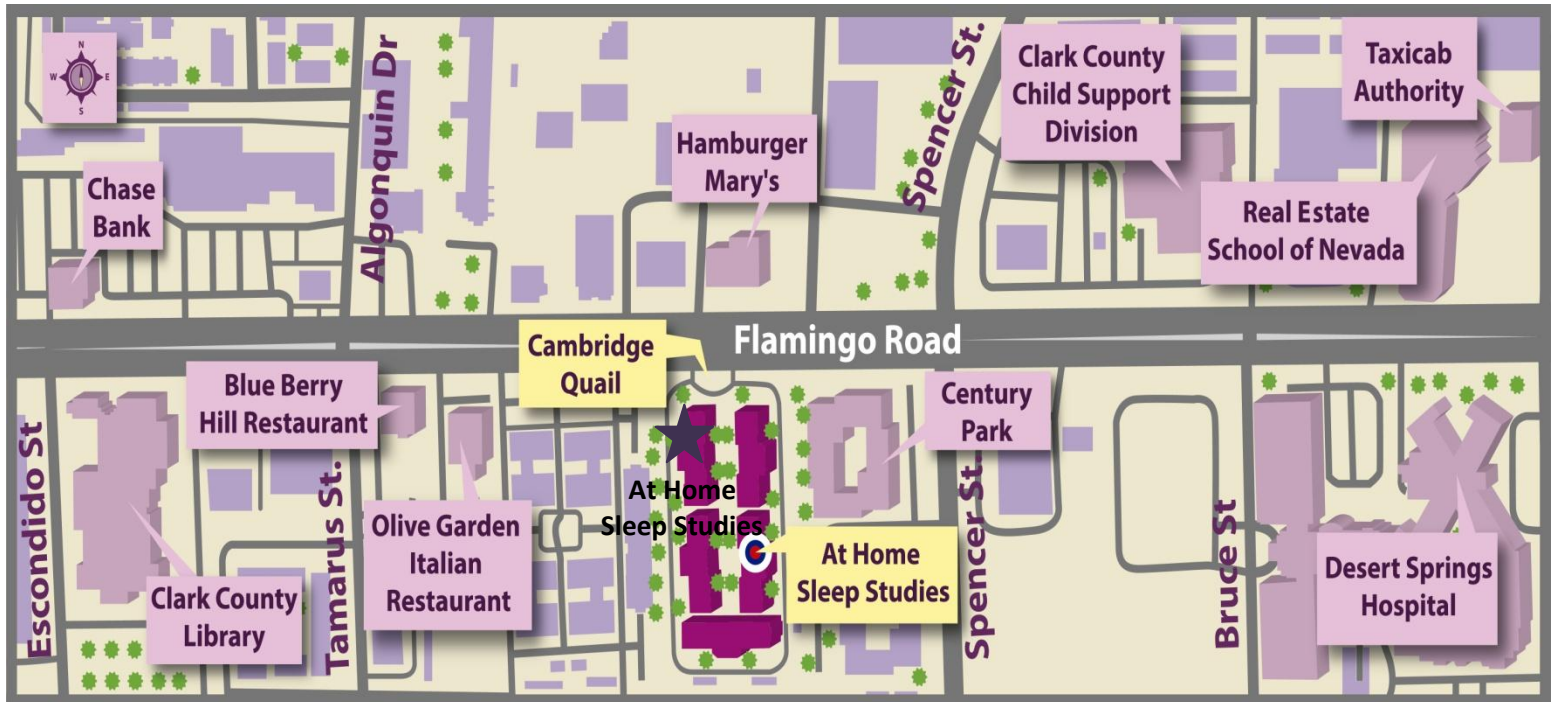 N
W
E
S
Algonquin Dr
Spencer St.
Clark County
Child Support
Division
Taxicab
Authority
Hamburger
Mary's
Chase
Bank
Real Estate
School of Nevada
Cambridge
Quail
Flamingo Road
Blue Berry
Hill Restaurant
Century
Park
Escondido St
Tamarus St.
Olive Garden
Italian
Restaurant
At Home
Sleep Studies
At Home
Sleep Studies
Spencer St.
Bruce St
Desert Springs
Hospital
Clark County
Library